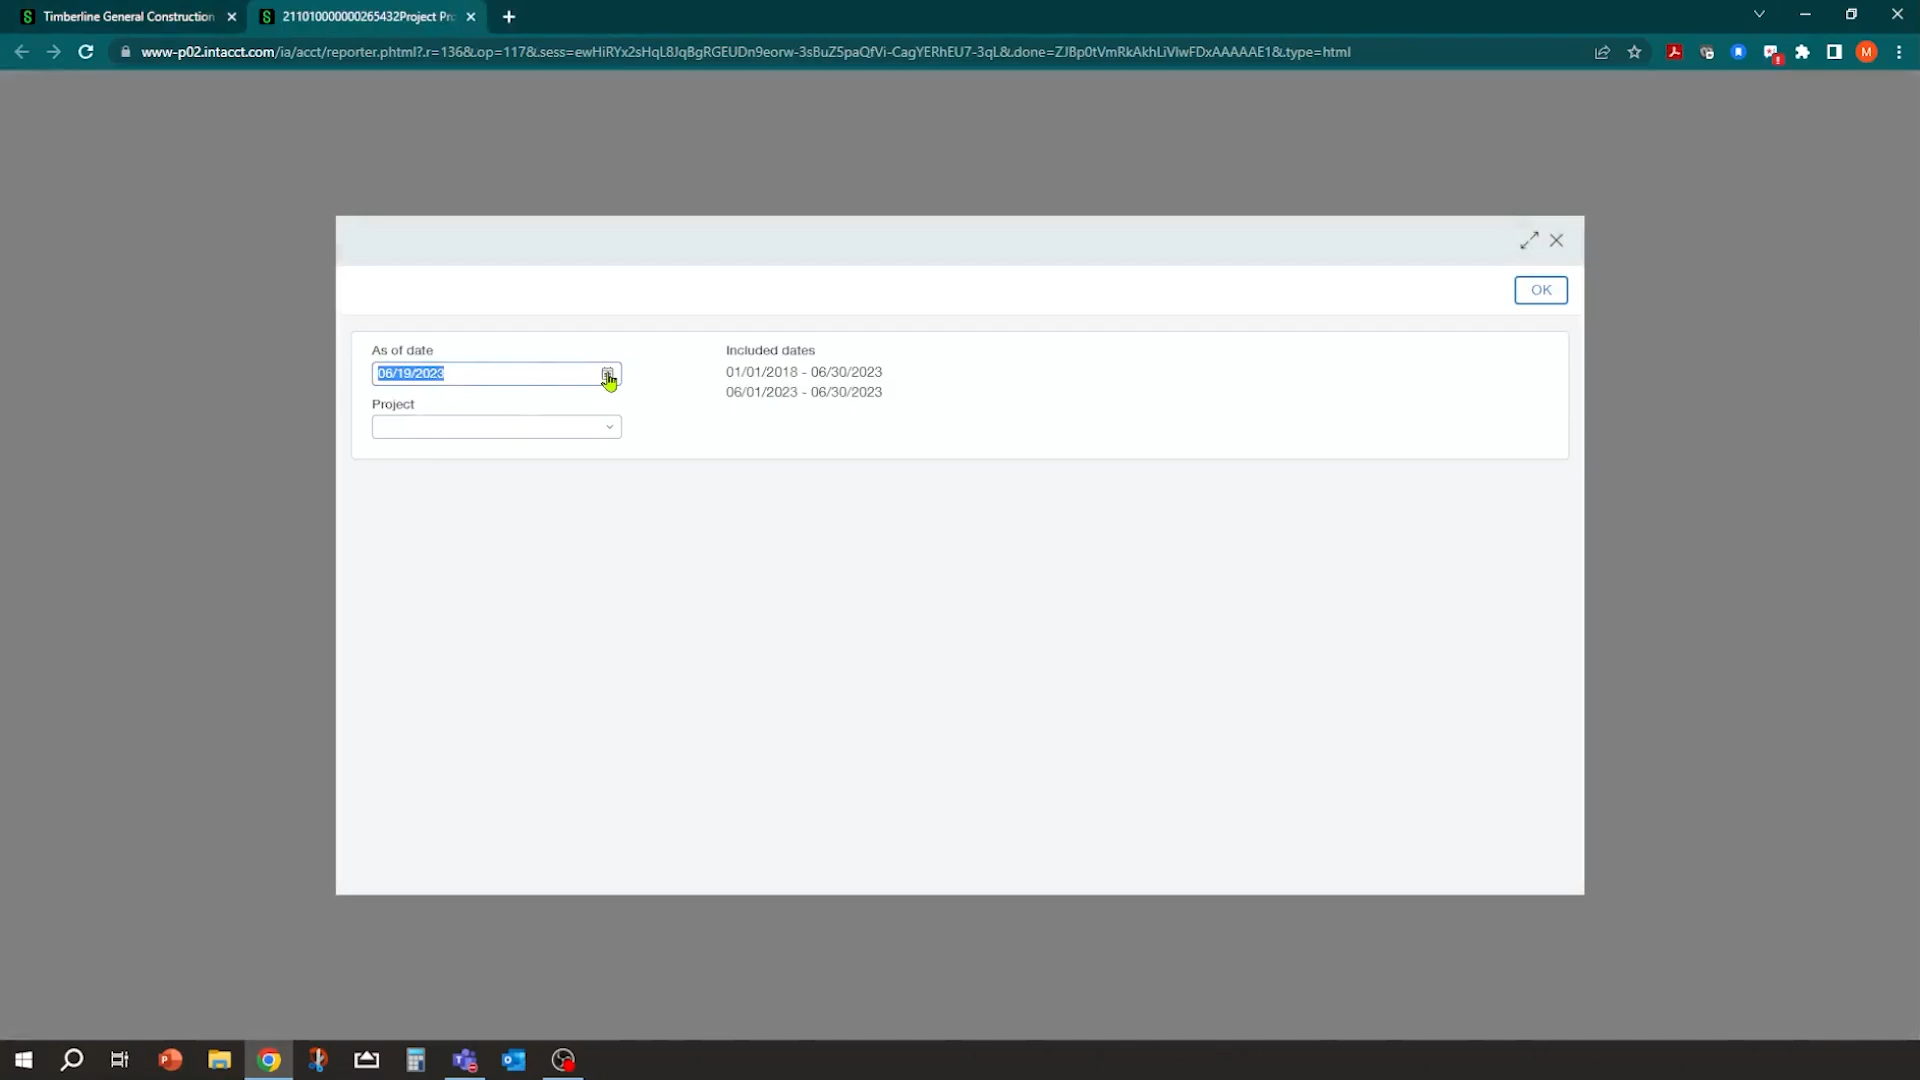 Timberline General Construction
211010000000265432Project Pr
www-p02.intacct.com/ia/acct/reporter.phtml?.r=136&.op=117&.sess=ewHiRYx2sHqL8JqBgRGEUDn9eorw-3sBuZ5paQfVi-CagYERhEU7-3qL&.done=ZJBp0tVmRkAkhLiVlwFDxAAAAAE1&.type=html
M
OK
As of date
06/19/2023
Project
Included dates
01/01/2018 - 06/30/2023
06/01/2023 - 06/30/2023